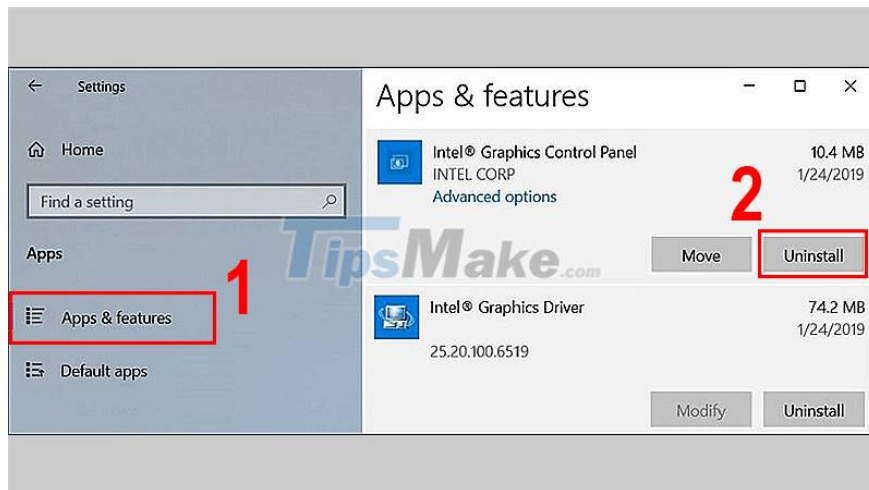 Settings
Home
Find a setting
Apps
1
Apps & features
Default apps
Apps & features
Intel® Graphics Control Panel
10.4 MB
INTEL CORP
1/24/2019
Advanced options
2
Move
Uninstall
TipsMake.com
Intel® Graphics Driver
74.2 MB
1/24/2019
25.20.100.6519
Modify
Uninstall